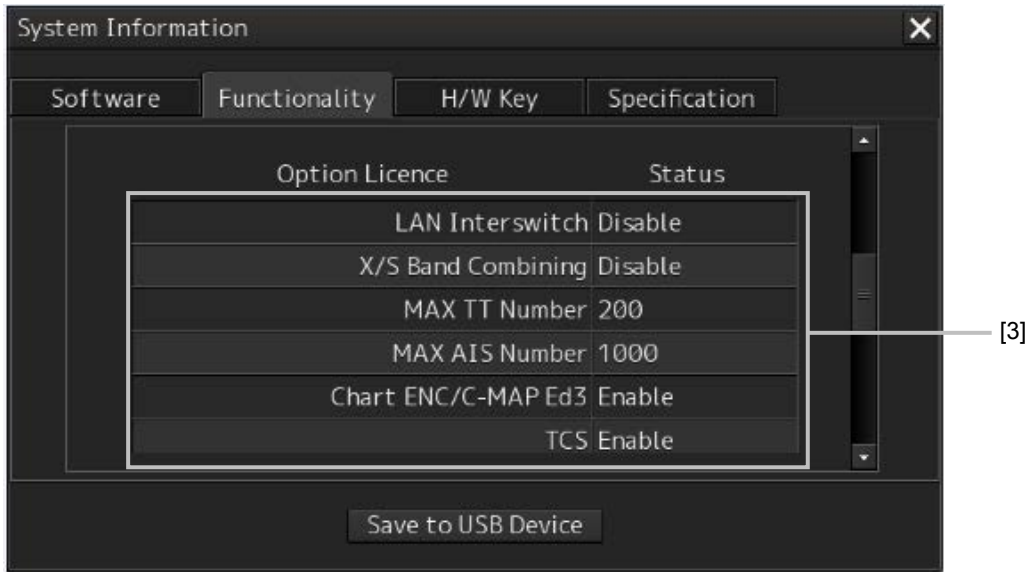 System Information
Software Functionality H/W Key Specification
Option Licence Status
LAN Interswitch Disable
X/S Band Combining Disable
MAX TT Number 200
MAX AIS Number 1000
[3]
Chart ENC/C-MAP Ed3 Enable
TCS Enable
Save to USB Device